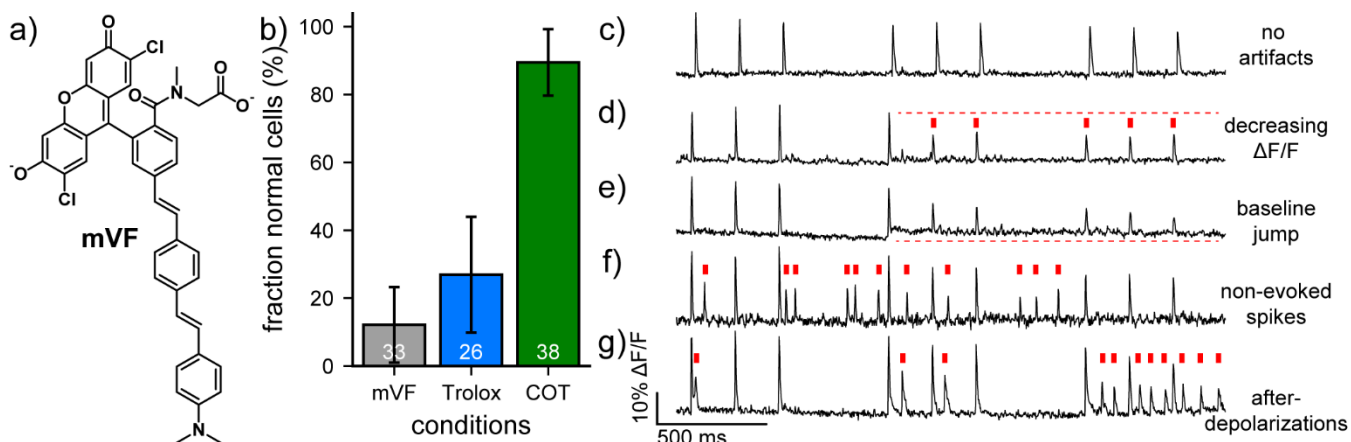 a)
O
Cl
O
N
O
O
O-
-O
Cl
mVF
N
b)
fraction normal cells (%)
100
80
60
40
20
0
33
26
38
mVF
Trolox
COT
conditions
c)
no
artifacts
d)
decreasing
ΔF/F
e)
baseline
jump
f)
non-evoked
spikes
g)
after-
depolarizations
10% ΔF/F
500 ms